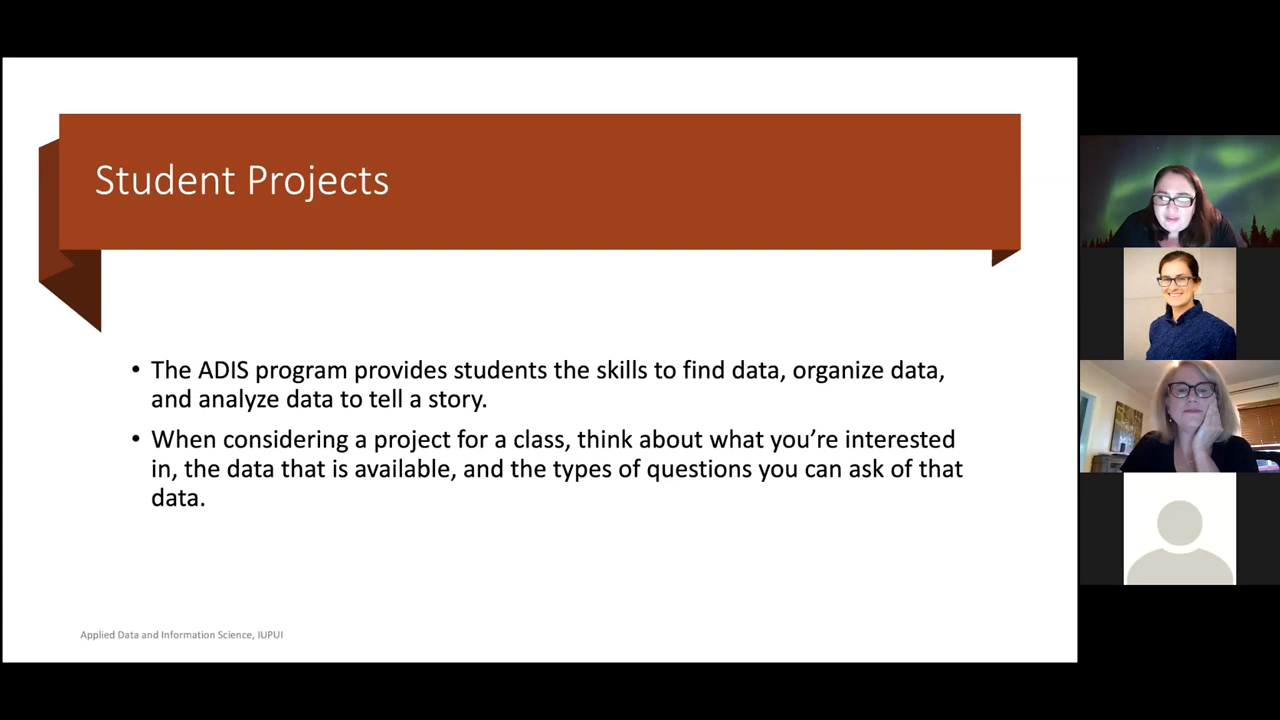 Student Projects
• The ADIS program provides students the skills to find data, organize data,
and analyze data to tell a story.
• When considering a project for a class, think about what you’re interested
in, the data that is available, and the types of questions you can ask of that
data.
Applied Data and Information Science, IUPUI